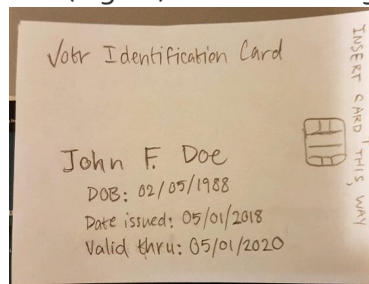 Votr Identification Card
John F. Doe
DOB: 02/05/1988
Date issued: 05/01/2018
Valid thru: 05/01/2020
INSERT CARD THIS WAY